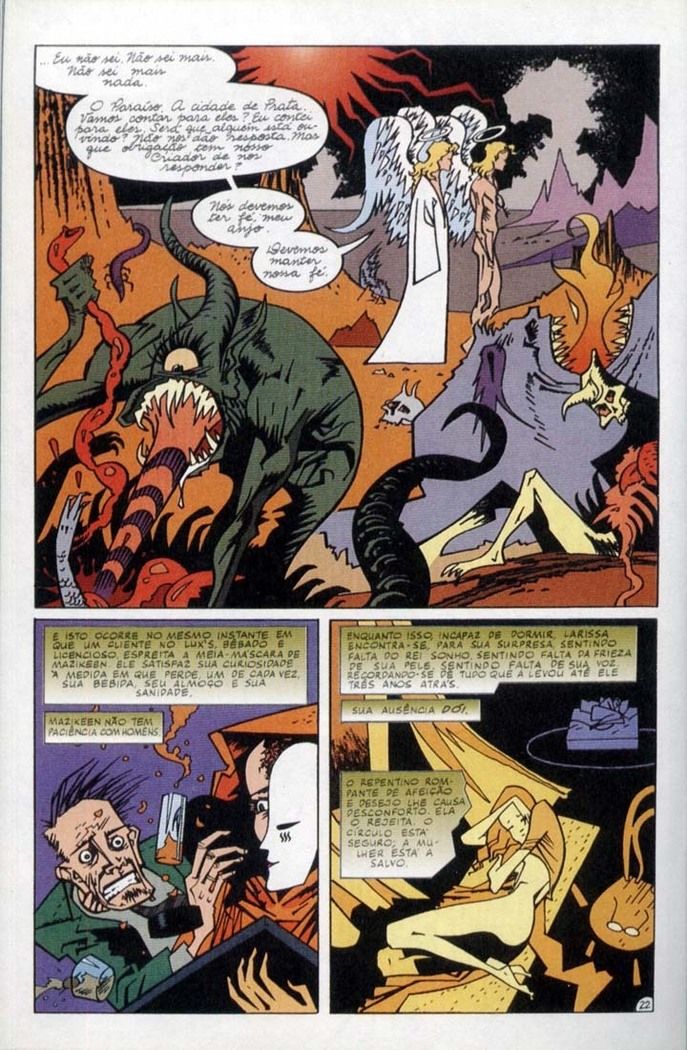 ...Eu não sei. Não sei mais.
Não sei mais
nada.
O Paraíso. A cidade de Prata...
Vamos contar para eles? Eu contei
para eles. Será que alguém está ou-
vindo? Não nos dão resposta. Mas
que obrigação tem nosso
Criador de nos
responder?
Nós devemos
ter fé, meu
anjo.
Devemos
manter
nossa fé.
E ISTO OCORRE NO MESMO INSTANTE EM
QUE UM CLIENTE NO LUX'S, BÊBADO E
LICENCIOSO, ESPREITA A MEIA-MÁSCARA DE
MAZIKEEN. ELE SATISFAZ SUA CURIOSIDADE
À MEDIDA EM QUE PERDE, UM DE CADA VEZ,
SUA BEBIDA, SEU ALMOÇO E SUA
SANIDADE.
MAZIKEEN NÃO TEM
PACIÊNCIA COM HOMENS.
ENQUANTO ISSO, INCAPAZ DE DORMIR, LARISSA
ENCONTRA-SE, PARA SUA SURPRESA, SENTINDO
FALTA DO REI SONHO, SENTINDO FALTA DA FRIEZA
DE SUA PELE, SENTINDO FALTA DE SUA VOZ,
RECORDANDO-SE DE TUDO QUE A LEVOU ATÉ ELE
TRÊS ANOS ATRÁS.
SUA AUSÊNCIA DÓI.
O REPENTINO ROM-
PANTE DE AFEIÇÃO
E DESEJO LHE CAUSA
DESCONFORTO. ELA
O REJEITA. O
CÍRCULO ESTÁ
SEGURO; A MU-
LHER ESTÁ A
SALVO.
22